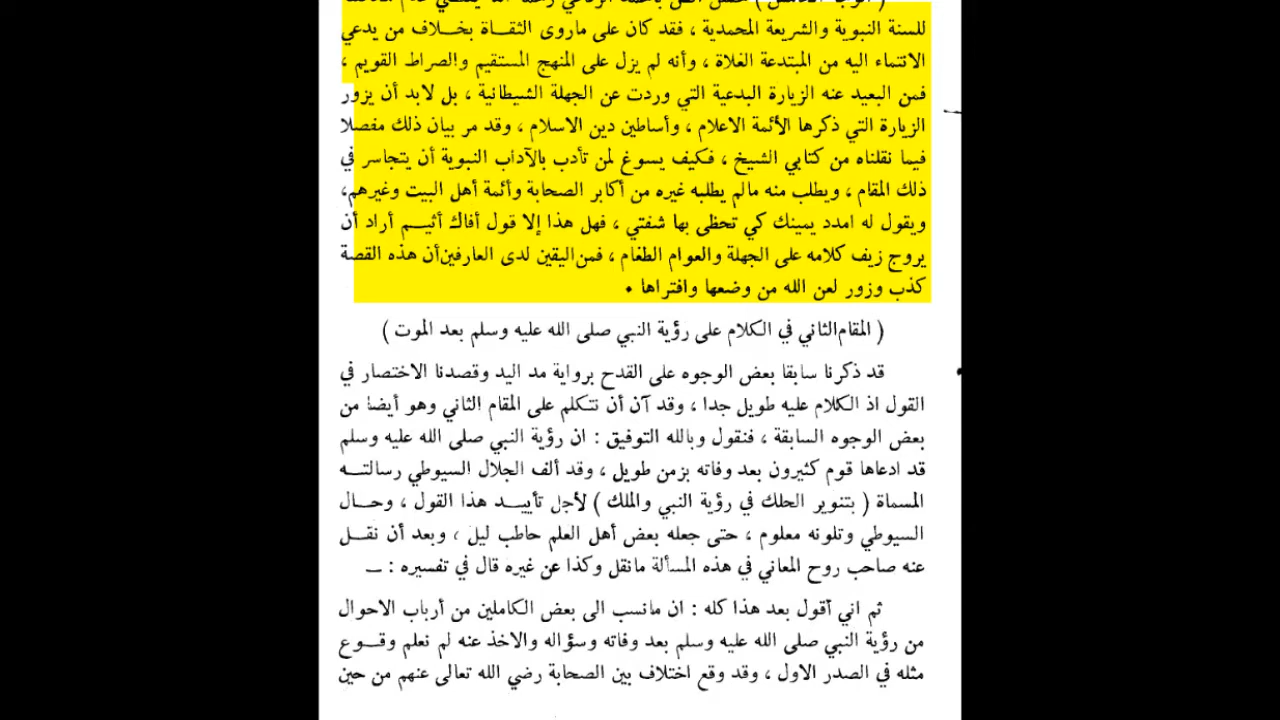 للسنة النبوية والشريعة المحمدية ، فقد كان على ماروى الثقـاة بخـلاف من يدعي
الانتماء اليه من المبتدعة الغلاة ، وأنه لم يزل على المنهج المستقيم والصراط القويم ،
فمن البعيد عنه الزيارة البدعية التي وردت عن الجهلة الشيطانية ، بل لابد أن يزور
الزيارة التي ذكرها الأئمة الاعلام ، وأساطين دين الاسلام ، وقد مر بيان ذلك مفصلا
فيما نقلناه من كتابي الشيخ ، فكيف يسوغ لمن تأدب بالآداب النبوية أن يتجاسر في
ذلك المقام ، ويطلب منه مالم يطلبه غيره من أكابر الصحابة وأئمة أهل البيت وغيرهم،
ويقول له امدد يمينك كي تحظى بها شفتي ، فهل هذا إلا قول أفاك أثيــم أراد أن
يروج زيف كلامه على الجهلة والعوام الطغام ، فمن اليقين لدى العارفين أن هذه القصة
كذب وزور لعن الله من وضعها وافتراها •
( المقام الثاني في الكلام على رؤية النبي صلى الله عليه وسلم بعد الموت )
قد ذكرنا سابقا بعض الوجوه على القدح برواية مد اليد وقصدنا الاختصار في
القول اذ الكلام عليه طويل جدا ، وقد آن أن نتكلم على المقام الثاني وهو أيضا من
بعض الوجوه السابقة ، فنقول وبالله التوفيق : ان رؤية النبي صلى الله عليه وسلم
قد ادعاها قوم كثيرون بعد وفاته بزمن طويل ، وقد ألف الجلال السيوطي رسالتــه
المسماة ( بتنوير الحلك في رؤية النبي والملك ) لأجل تأييــد هذا القول ، وحــال
السيوطي وتلونه معلوم ، حتى جعله بعض أهل العلم حاطب ليل ، وبعد أن نقــل
عنه صاحب روح المعاني في هذه المسألة مانقل وكذا عن غيره قال في تفسيره : ــ
ثم اني أقول بعد هذا كله : ان مانسب الى بعض الكاملين من أرباب الاحوال
من رؤية النبي صلى الله عليه وسلم بعد وفاته وسؤاله والاخذ عنه لم نعلم وقــوع
مثله في الصدر الاول ، وقد وقع اختلاف بين الصحابة رضي الله تعالى عنهم من حين